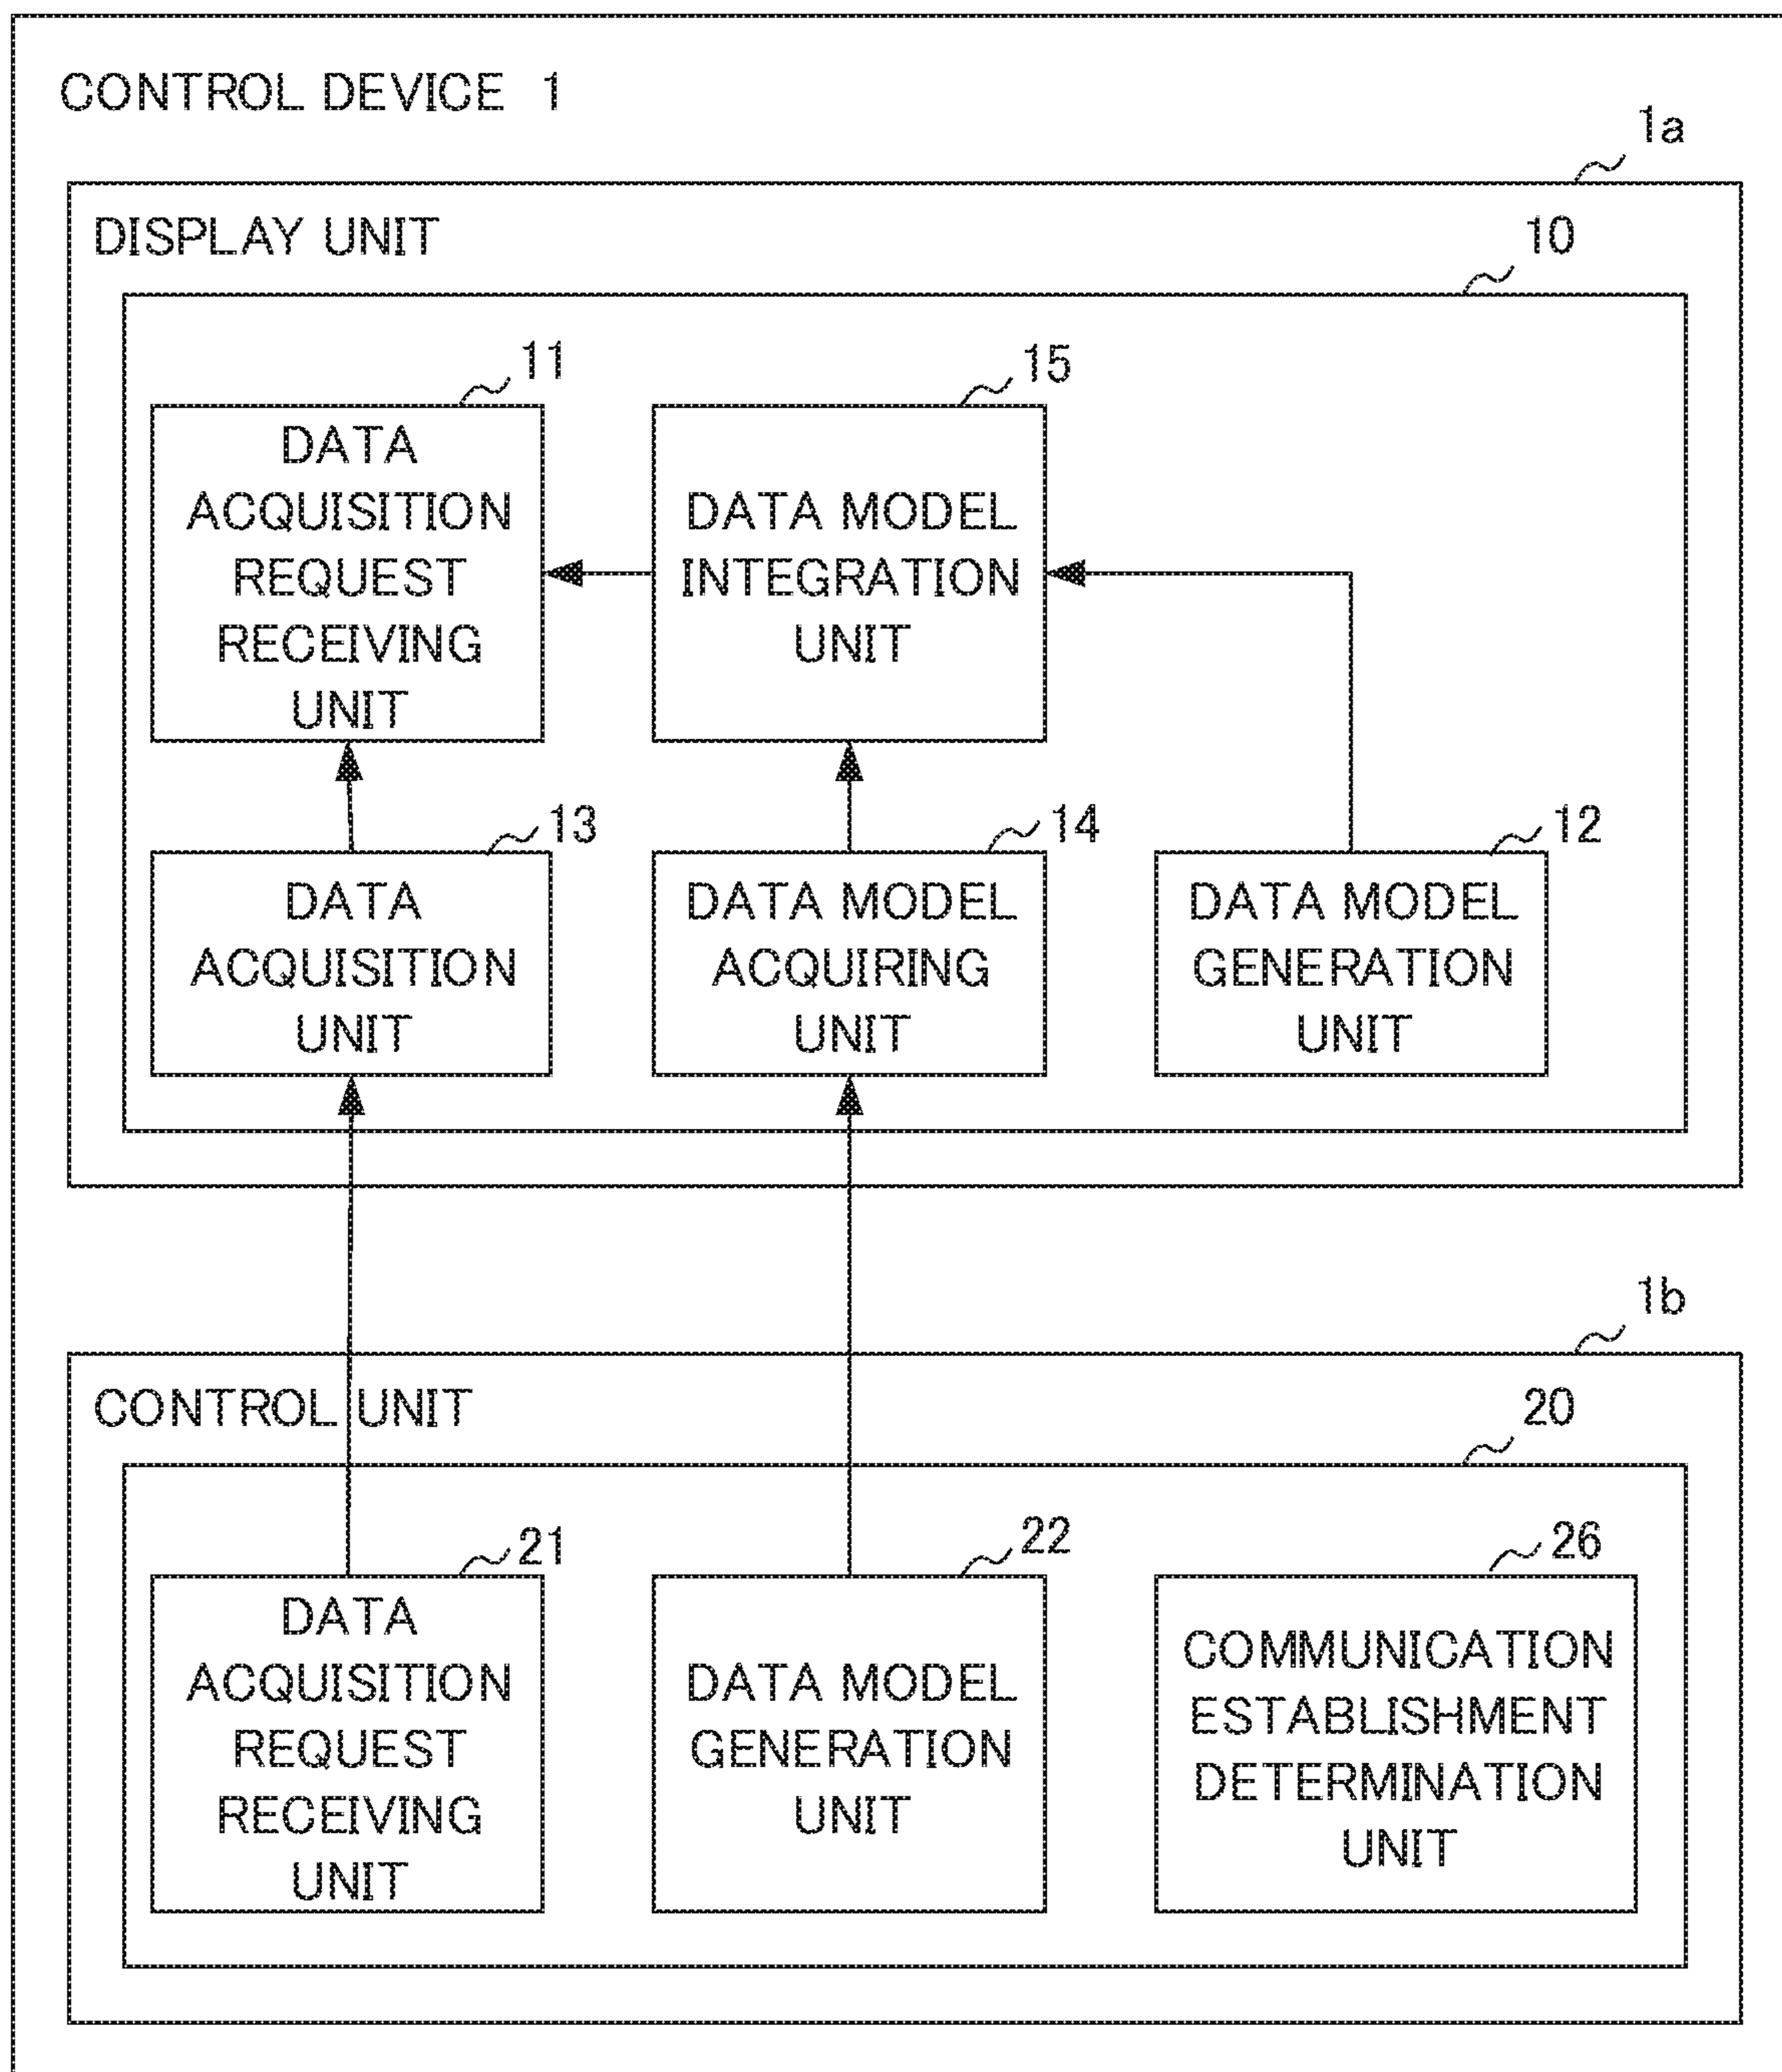 CONTROL DEVICE 1
1a
DISPLAY UNIT
10
11
DATA
ACQUISITION
REQUEST
RECEIVING
UNIT
15
DATA MODEL
INTEGRATION
UNIT
13
DATA
ACQUISITION
UNIT
14
DATA MODEL
ACQUIRING
UNIT
12
DATA MODEL
GENERATION
UNIT
1b
CONTROL UNIT
20
21
DATA
ACQUISITION
REQUEST
RECEIVING
UNIT
22
DATA MODEL
GENERATION
UNIT
26
COMMUNICATION
ESTABLISHMENT
DETERMINATION
UNIT